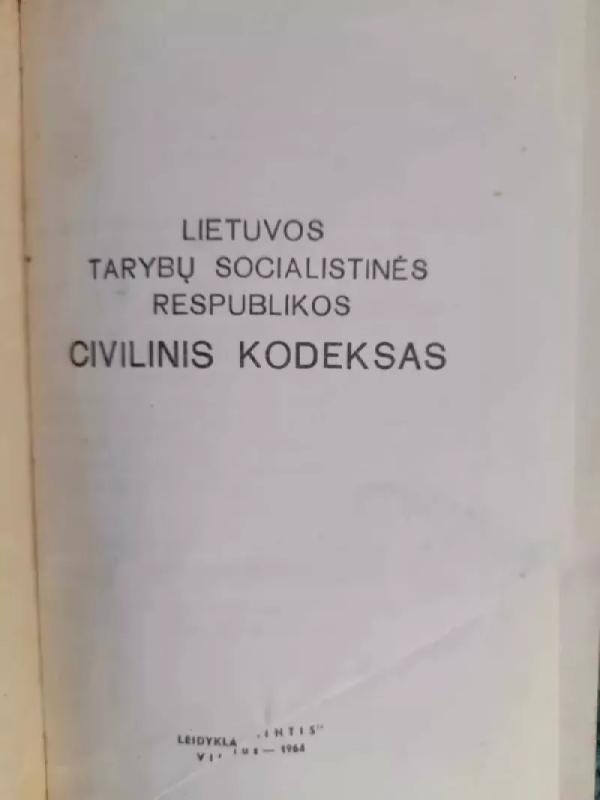 LIETUVOS
TARYBŲ SOCIALISTINĖS
RESPUBLIKOS
CIVILINIS KODEKSAS
LEIDYKLA
1964